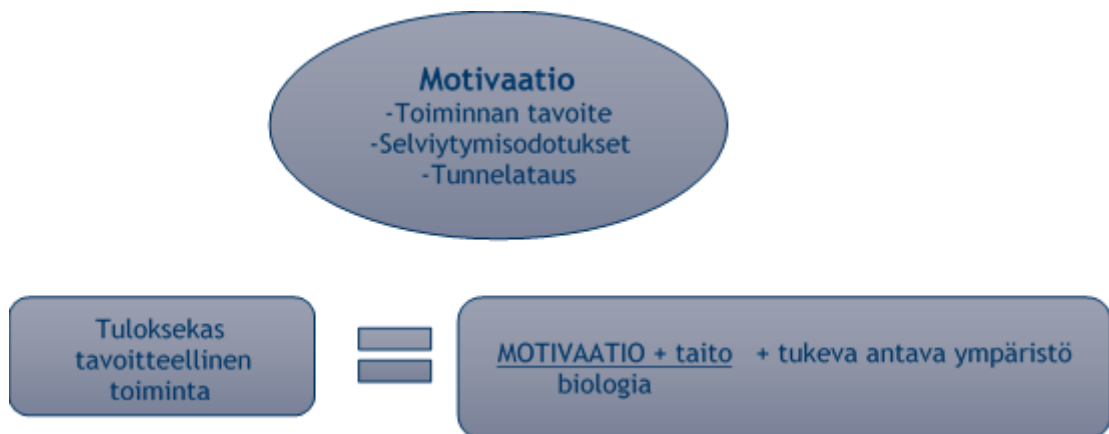 Motivaatio
-Toiminnan tavoite
-Selviytymisodotukset
-Tunnelataus
Tuloksekas
tavoitteellinen
toiminta
MOTIVAATIO + taito + tukeva antava ympäristö
biologia